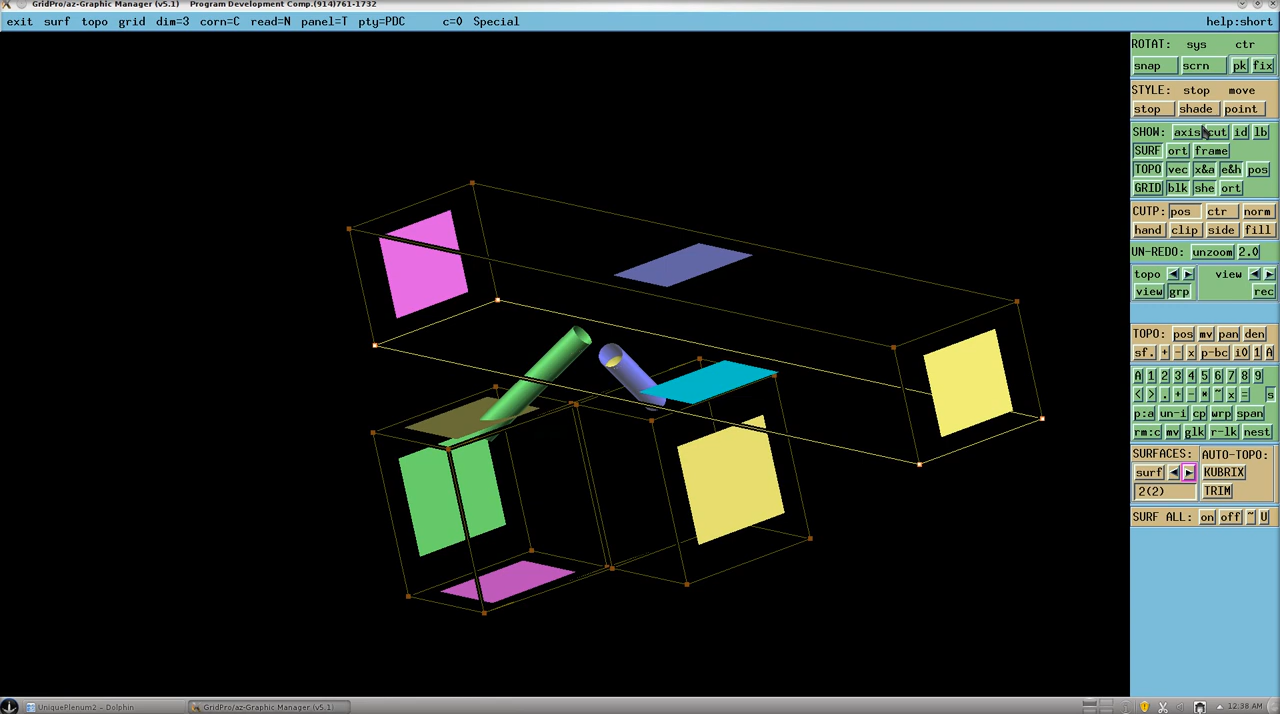 GridPro/az-Graphic Manager (v5.1) Program Development Comp.(914)761-1732
exit surf topo grid dim=3 corn=C read=N panel=T pty=PDC c=0 Special help:short
ROTAT: sys ctr
snap scrn pk fix
STYLE: stop move
stop shade point
SHOW: axis cut id lb
SURF ort frame
TOPO vec x&a e&h pos
GRID blk she ort
CUTP: pos ctr norm
hand clip side fill
UN-REDO: unzoom 2.0
topo view
view grp rec
TOPO: pos mv pan den
sf. + - x p-bc i0 1 A
A 1 2 3 4 5 6 7 8 9
< > . + - * ~ x = s
p:a un-i cp wrp span
rm:c mv glk r-lk nest
SURFACES: AUTO-TOPO:
surf KUBRIX
2(2) TRIM
SURF ALL: on off ~ U
UniquePlenum2 – Dolphin GridPro/az-Graphic Manager (v5.1) 12:38 AM